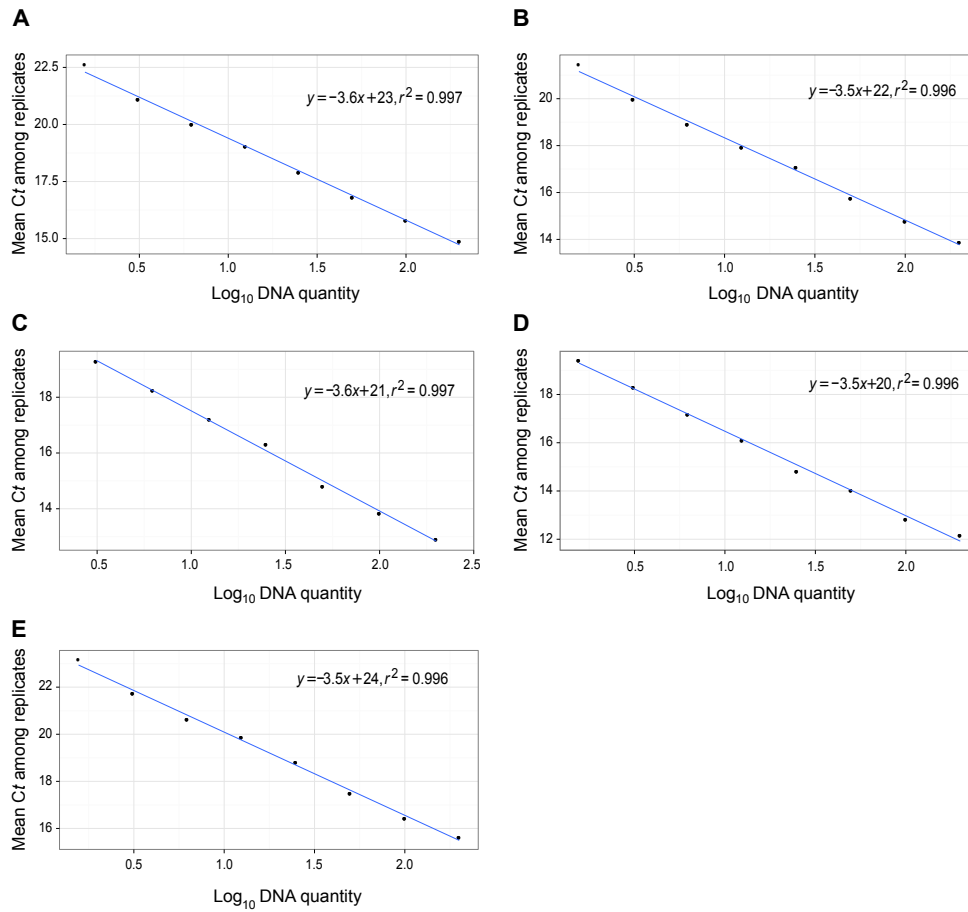 A
Mean Ct among replicates
22.5
20.0
17.5
15.0
y=−3.6x+23, r² = 0.997
0.5 1.0 1.5 2.0
Log₁₀ DNA quantity
B
Mean Ct among replicates
20
18
16
14
y=−3.5x+22, r² = 0.996
0.5 1.0 1.5 2.0
Log₁₀ DNA quantity
C
Mean Ct among replicates
18
16
14
y=−3.6x+21, r² = 0.997
0.5 1.0 1.5 2.0 2.5
Log₁₀ DNA quantity
D
Mean Ct among replicates
18
16
14
12
y=−3.5x+20, r² = 0.996
0.5 1.0 1.5 2.0
Log₁₀ DNA quantity
E
Mean Ct among replicates
22
20
18
16
y=−3.5x+24, r² = 0.996
0.5 1.0 1.5 2.0
Log₁₀ DNA quantity